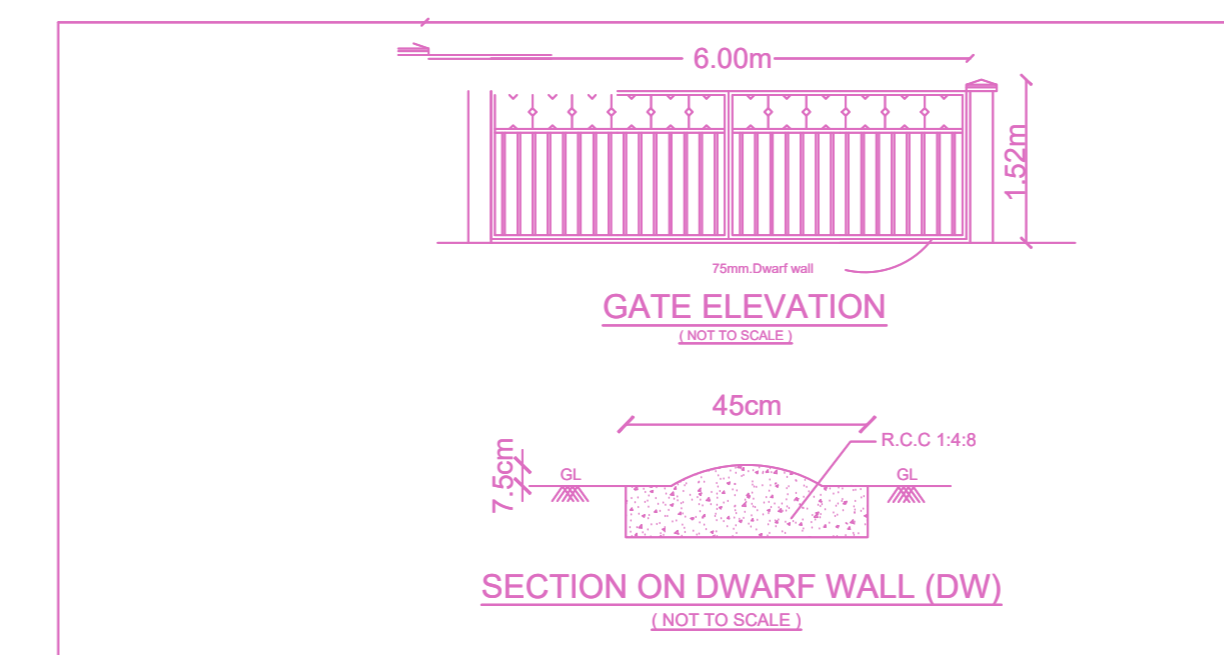 6.00m
1.52m
75mm.Dwarf wall
GATE ELEVATION
( NOT TO SCALE )
45cm
R.C.C 1:4:8
7.5cm
GL
GL
SECTION ON DWARF WALL (DW)
( NOT TO SCALE )